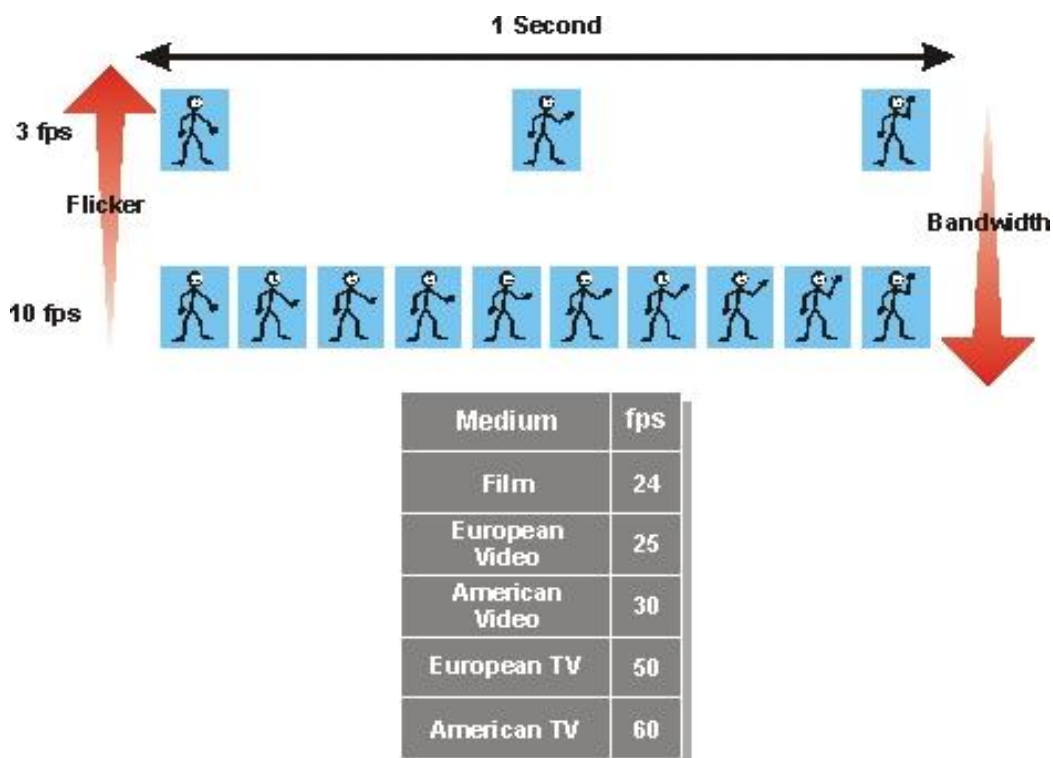 1 Second
3 fps
Flicker
Bandwidth
10 fps
Medium fps
Film 24
European
Video 25
American
Video 30
European TV 50
American TV 60